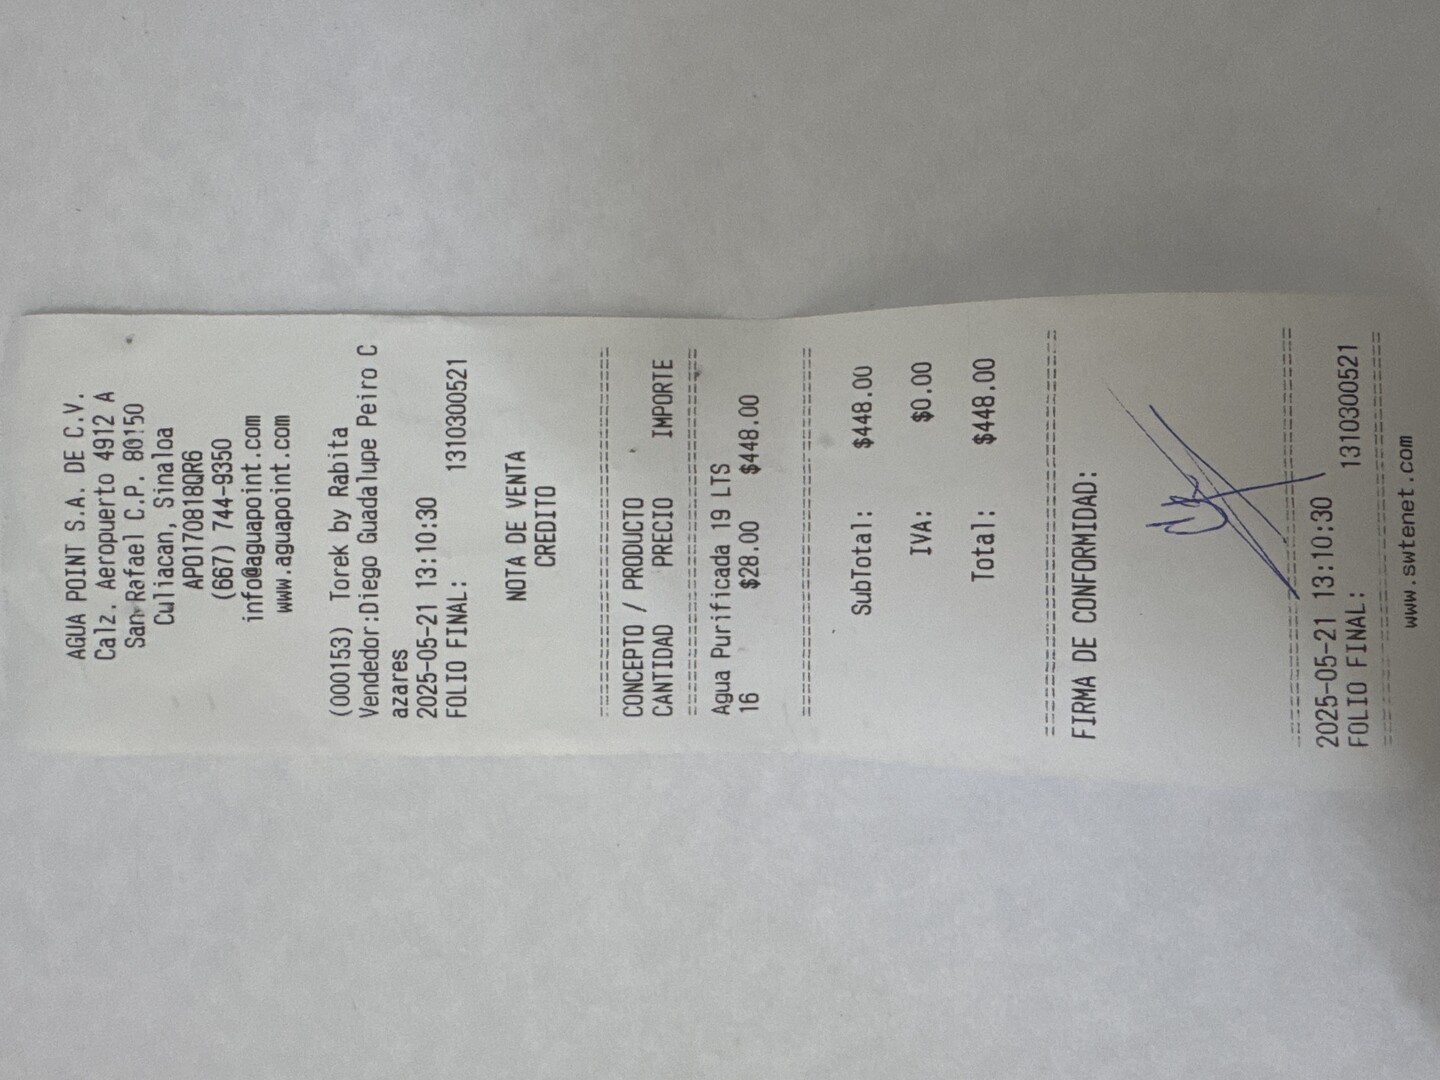 AGUA POINT S.A. DE C.V.
Calz. Aeropuerto 4912 A
San Rafael C.P. 80150
Culiacan, Sinaloa
APO170818QR6
(667) 744-9350
info@aguapoint.com
www.aguapoint.com
(000153) Torek by Rabita
Vendedor:Diego Guadalupe Peiro C
azares
2025-05-21 13:10:30
FOLIO FINAL: 1310300521
NOTA DE VENTA
CREDITO
CONCEPTO / PRODUCTO
CANTIDAD PRECIO IMPORTE
Agua Purificada 19 LTS
16 $28.00 $448.00
SubTotal: $448.00
IVA: $0.00
Total: $448.00
FIRMA DE CONFORMIDAD:
2025-05-21 13:10:30
FOLIO FINAL: 1310300521
www.swtenet.com